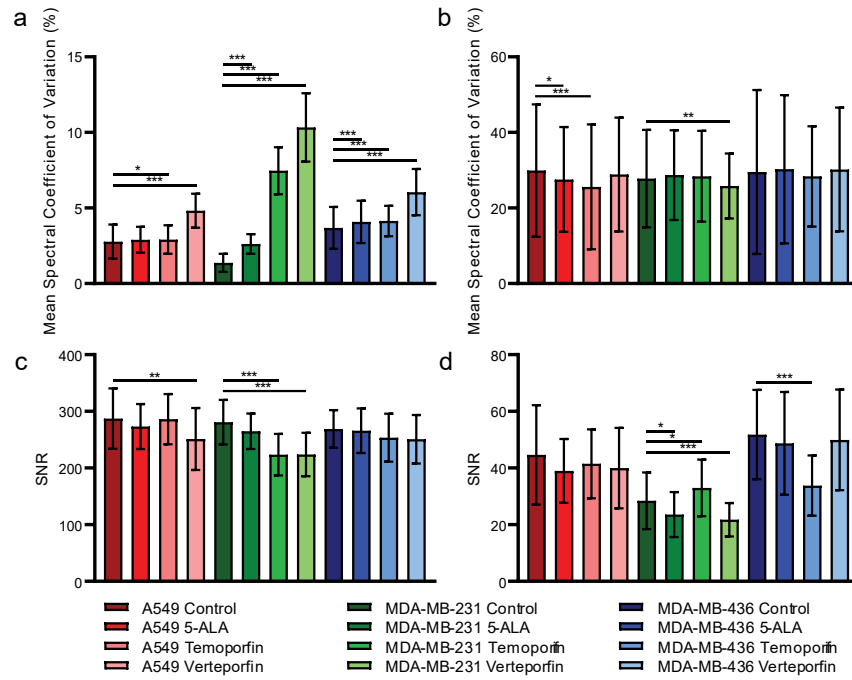 a
b
Mean Spectral Coefficient of Variation (%)
15
10
5
0
***
***
***
***
***
***
*
***
Mean Spectral Coefficient of Variation (%)
60
40
20
0
*
***
**
c
d
SNR
400
300
200
100
0
**
***
***
SNR
80
60
40
20
0
*
*
***
***
A549 Control
A549 5-ALA
A549 Temoporfin
A549 Verteporfin
MDA-MB-231 Control
MDA-MB-231 5-ALA
MDA-MB-231 Temoporfin
MDA-MB-231 Verteporfin
MDA-MB-436 Control
MDA-MB-436 5-ALA
MDA-MB-436 Temoporfin
MDA-MB-436 Verteporfin